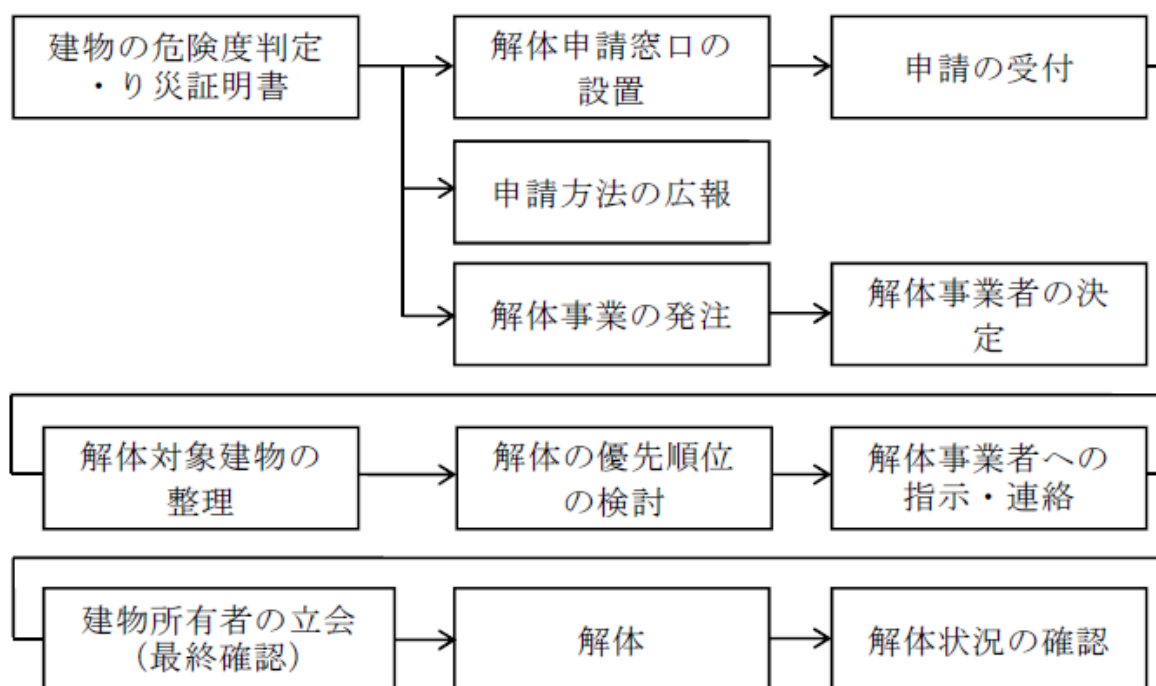 建物の危険度判定
・り災証明書
解体申請窓口の
設置
申請の受付
申請方法の広報
解体事業の発注
解体事業者の決
定
解体対象建物の
整理
解体の優先順位
の検討
解体事業者への
指示・連絡
建物所有者の立会
（最終確認）
解体
解体状況の確認